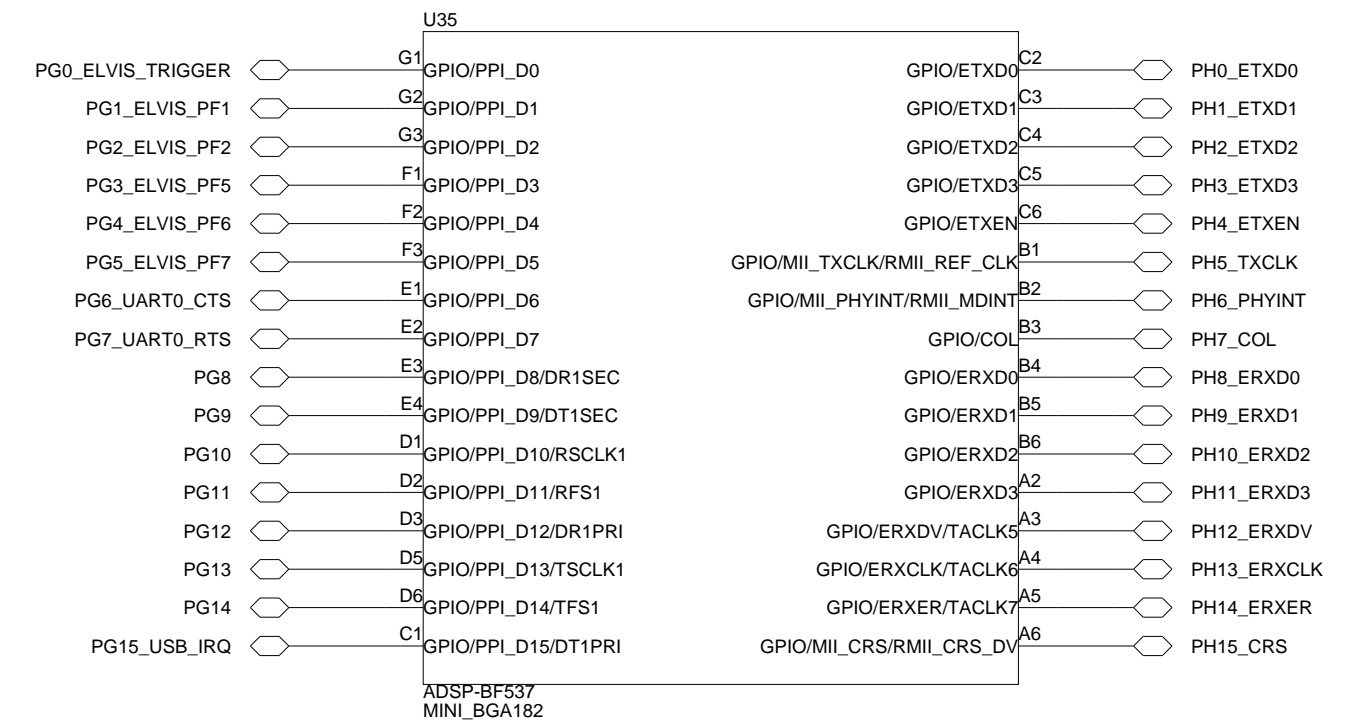 U35
PG0_ELVIS_TRIGGER G1 GPIO/PPI_D0 GPIO/ETXD0 C2 PH0_ETXD0
PG1_ELVIS_PF1 G2 GPIO/PPI_D1 GPIO/ETXD1 C3 PH1_ETXD1
PG2_ELVIS_PF2 G3 GPIO/PPI_D2 GPIO/ETXD2 C4 PH2_ETXD2
PG3_ELVIS_PF5 F1 GPIO/PPI_D3 GPIO/ETXD3 C5 PH3_ETXD3
PG4_ELVIS_PF6 F2 GPIO/PPI_D4 GPIO/ETXEN C6 PH4_ETXEN
PG5_ELVIS_PF7 F3 GPIO/PPI_D5 GPIO/MII_TXCLK/RMII_REF_CLK B1 PH5_TXCLK
PG6_UART0_CTS E1 GPIO/PPI_D6 GPIO/MII_PHYINT/RMII_MDINT B2 PH6_PHYINT
PG7_UART0_RTS E2 GPIO/PPI_D7 GPIO/COL B3 PH7_COL
PG8 E3 GPIO/PPI_D8/DR1SEC GPIO/ERXD0 B4 PH8_ERXD0
PG9 E4 GPIO/PPI_D9/DT1SEC GPIO/ERXD1 B5 PH9_ERXD1
PG10 D1 GPIO/PPI_D10/RSCLK1 GPIO/ERXD2 B6 PH10_ERXD2
PG11 D2 GPIO/PPI_D11/RFS1 GPIO/ERXD3 A2 PH11_ERXD3
PG12 D3 GPIO/PPI_D12/DR1PRI GPIO/ERXDV/TACLK5 A3 PH12_ERXDV
PG13 D5 GPIO/PPI_D13/TSCLK1 GPIO/ERXCLK/TACLK6 A4 PH13_ERXCLK
PG14 D6 GPIO/PPI_D14/TFS1 GPIO/ERXER/TACLK7 A5 PH14_ERXER
PG15_USB_IRQ C1 GPIO/PPI_D15/DT1PRI GPIO/MII_CRS/RMII_CRS_DV A6 PH15_CRS
ADSP-BF537
MINI_BGA182